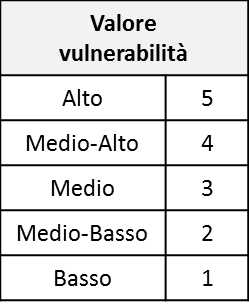 Valore
vulnerabilità
Alto 5
Medio-Alto 4
Medio 3
Medio-Basso 2
Basso 1